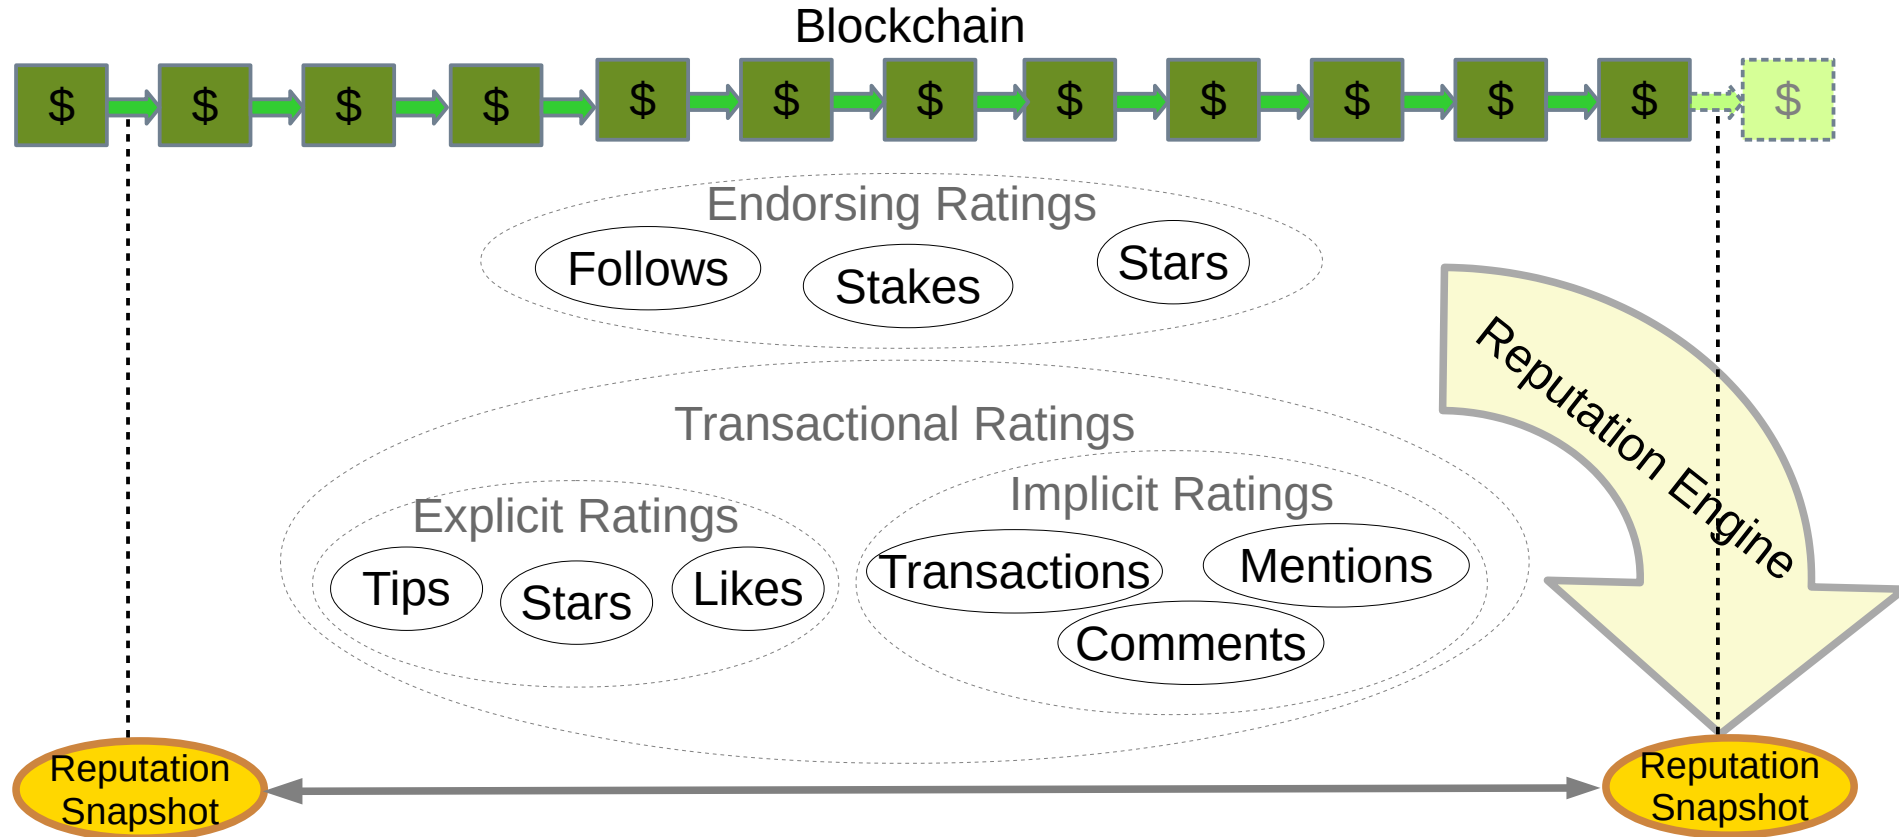 Blockchain
$ $ $ $ $ $ $ $ $ $ $ $ $
Endorsing Ratings
Follows
Stakes
Stars
Transactional Ratings
Explicit Ratings
Tips
Stars
Likes
Implicit Ratings
Transactions
Mentions
Comments
Reputation Engine
Reputation
Snapshot
Reputation
Snapshot